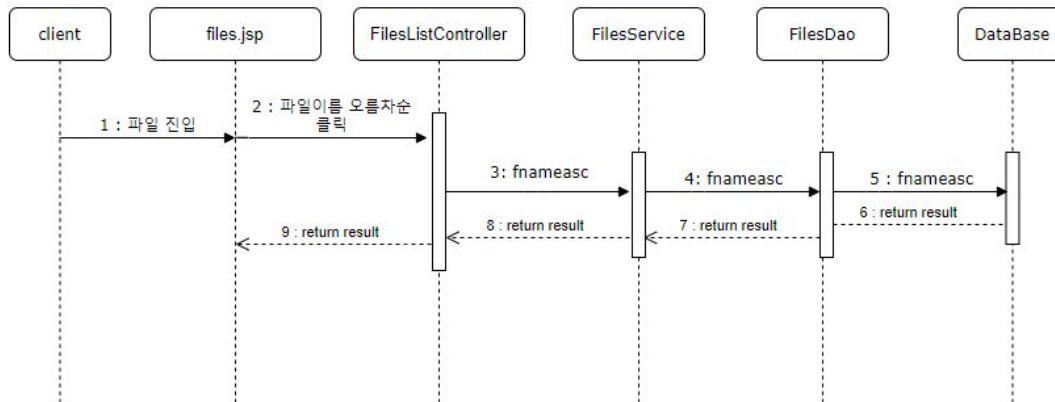 client
files.jsp
FilesListController
FilesService
FilesDao
DataBase
1 : 파일 진입
2 : 파일이름 오름차순
클릭
3: fnameasc
4: fnameasc
5 : fnameasc
6 : return result
7 : return result
8 : return result
9 : return result